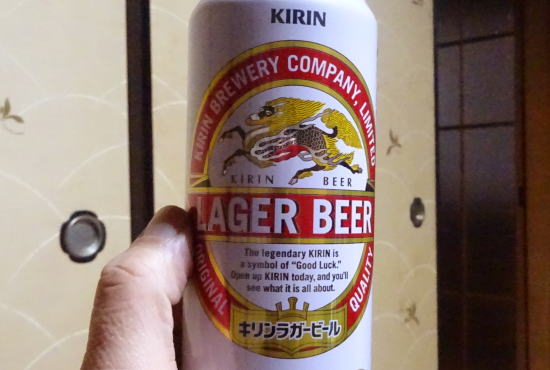 KIRIN
KIRIN BREWERY COMPANY, LIMITED
KIRIN BEER
LAGER BEER
The legendary KIRIN is
a symbol of "Good Luck."
Open up KIRIN today, and you'll
see what it is all about.
ORIGINAL QUALITY
キリンラガービール